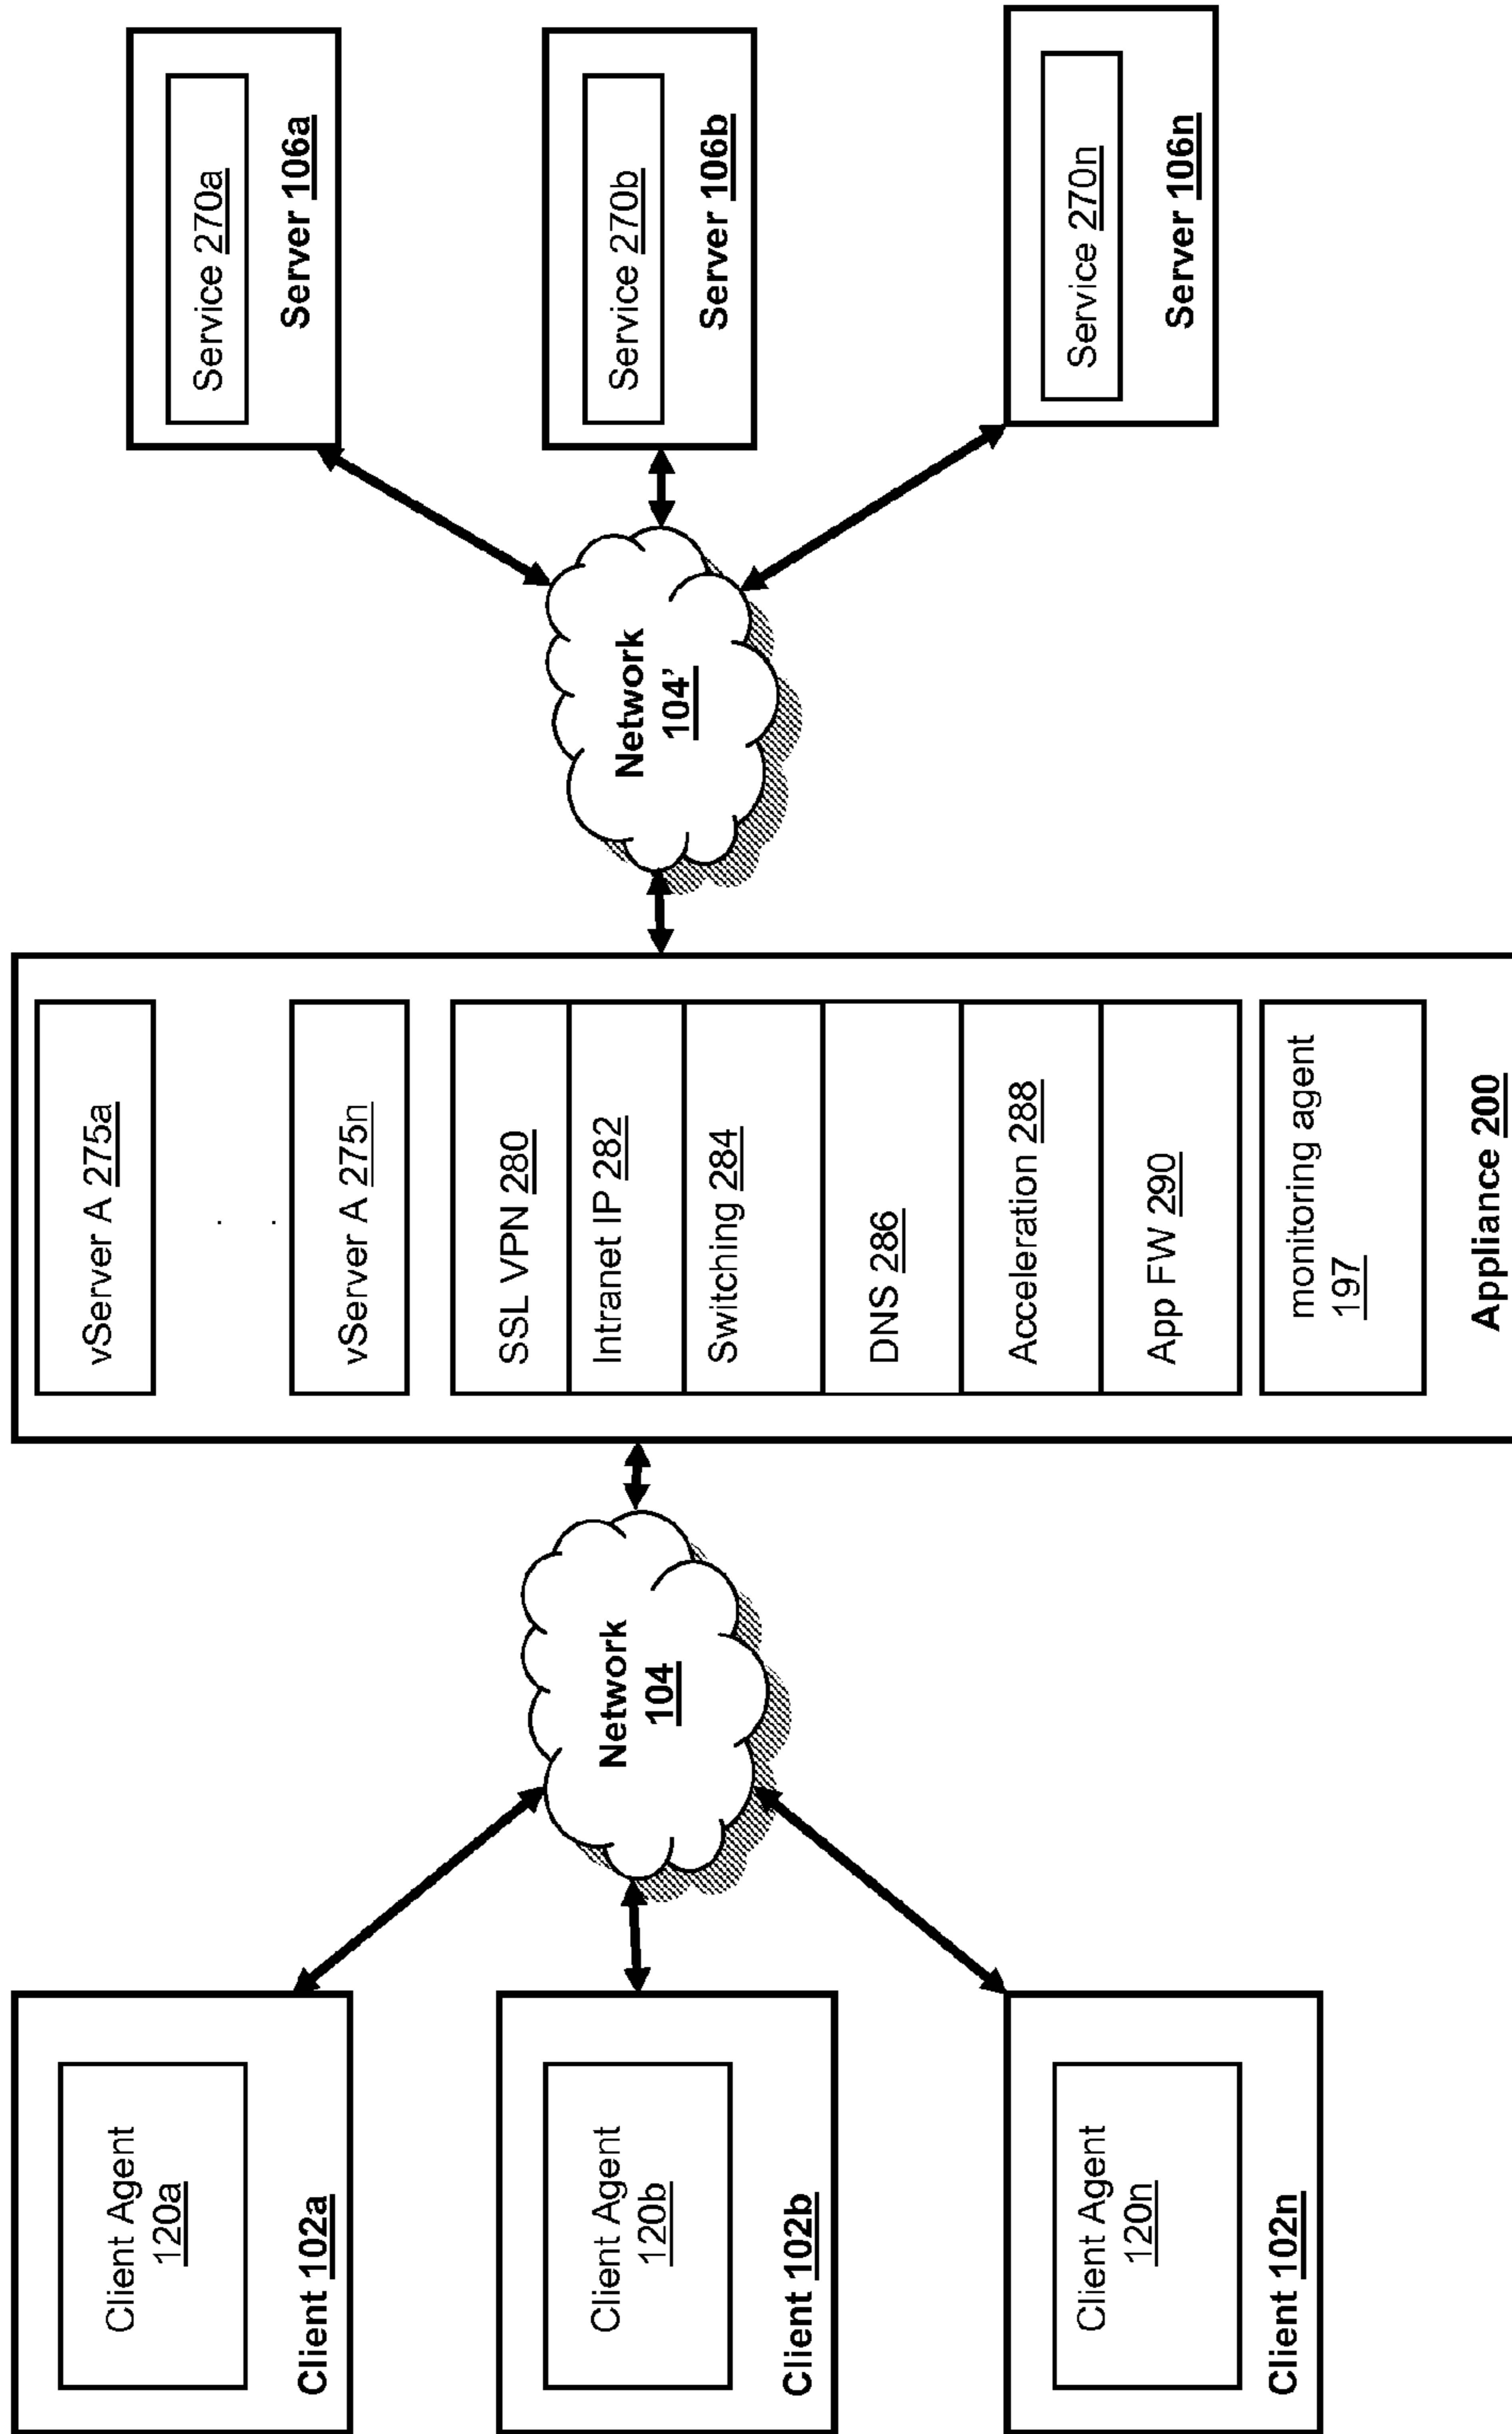 Client Agent
120a
Client 102a
Client Agent
120b
Client 102b
Client Agent
120n
Client 102n
Network
104
vServer A 275a
vServer A 275n
SSL VPN 280
Intranet IP 282
Switching 284
DNS 286
Acceleration 288
App FW 290
monitoring agent
197
Appliance 200
Network
104’
Service 270a
Server 106a
Service 270b
Server 106b
Service 270n
Server 106n